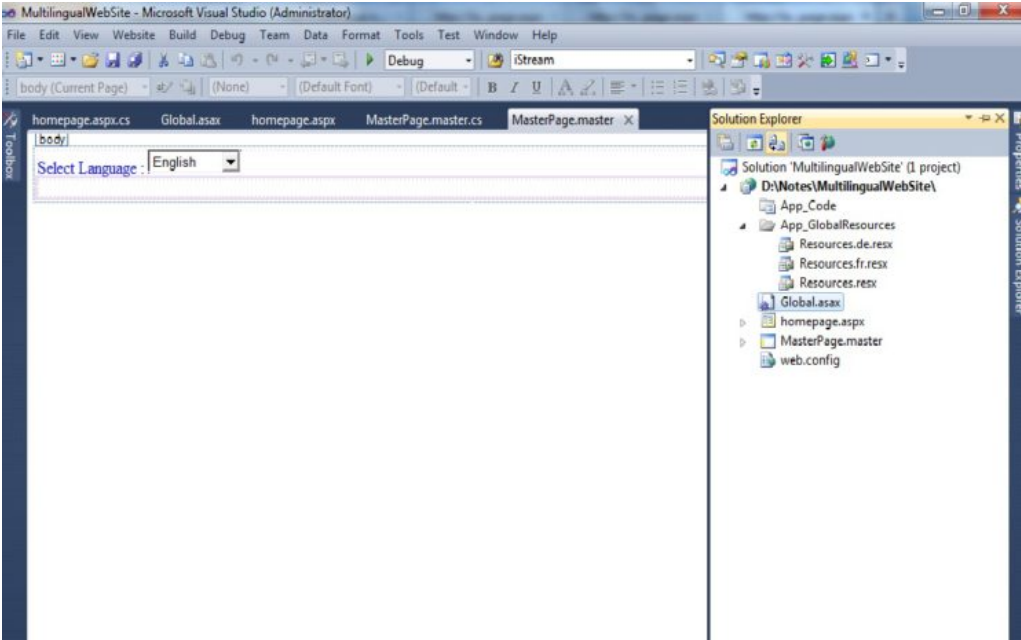 MultilingualWebSite - Microsoft Visual Studio (Administrator)
File Edit View Website Build Debug Team Data Format Tools Test Window Help
Debug iStream
body (Current Page) (None) (Default Font) (Default B I U A
homepage.aspx.cs Global.asax homepage.aspx MasterPage.master.cs MasterPage.master X
Toolbox
body
Select Language : English
Solution Explorer
Solution 'MultilingualWebSite' (1 project)
D:\Notes\MultilingualWebSite\
App_Code
App_GlobalResources
Resources.de.resx
Resources.fr.resx
Resources.resx
Global.asax
homepage.aspx
MasterPage.master
web.config
Properties
Solution Explorer